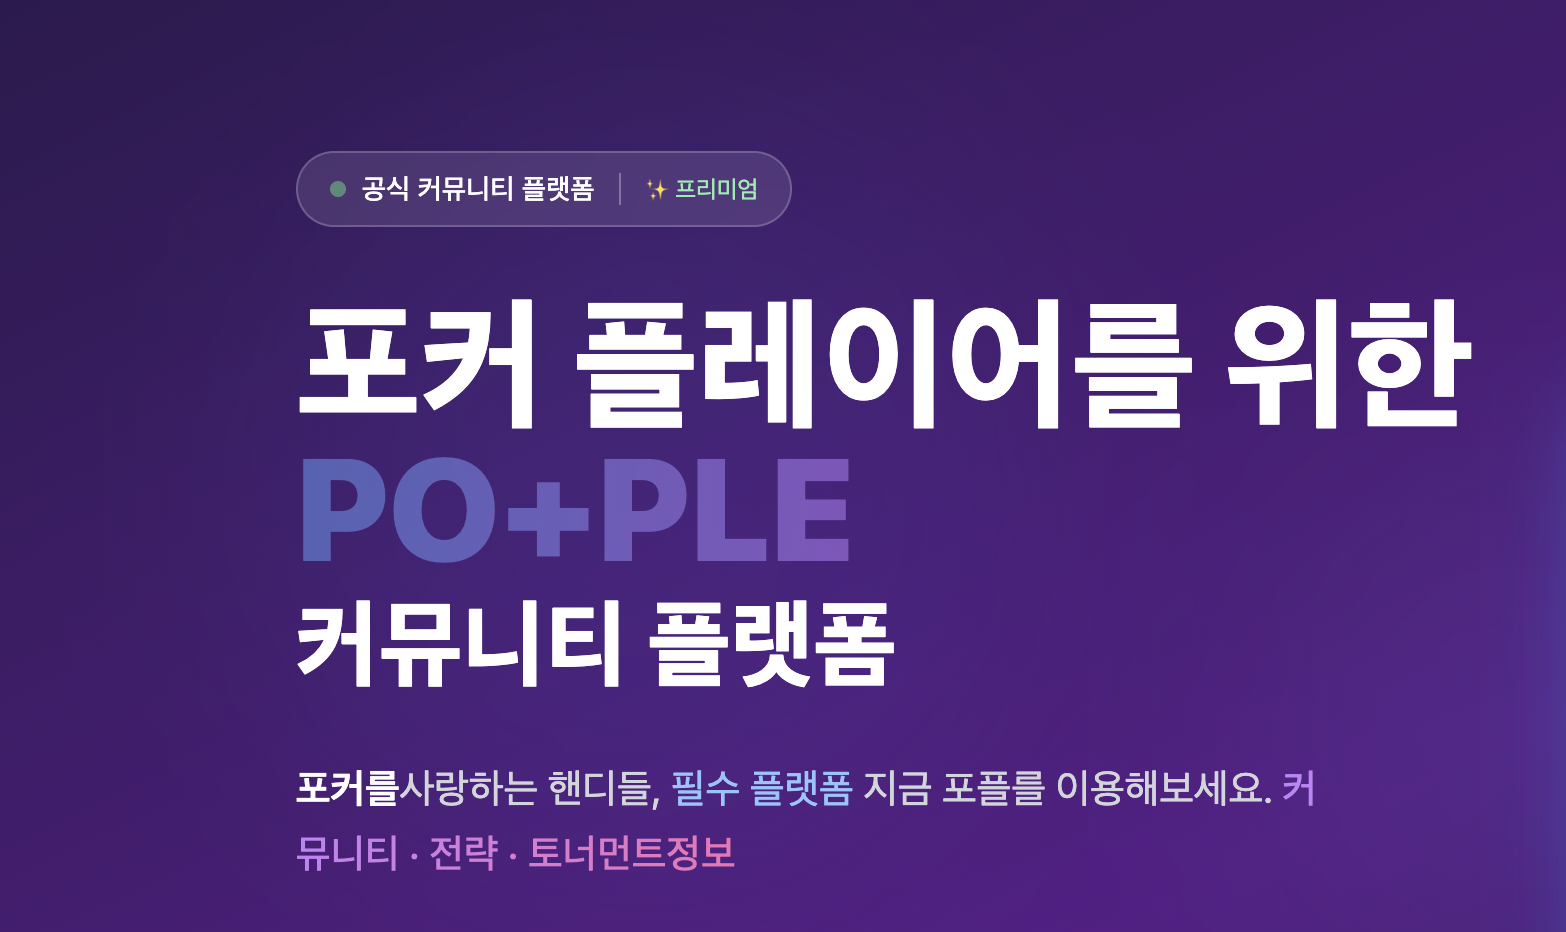 공식 커뮤니티 플랫폼 | ✨ 프리미엄
포커 플레이어를 위한
PO+PLE
커뮤니티 플랫폼
포커를사랑하는 핸디들, 필수 플랫폼 지금 포플를 이용해보세요. 커
뮤니티 · 전략 · 토너먼트정보